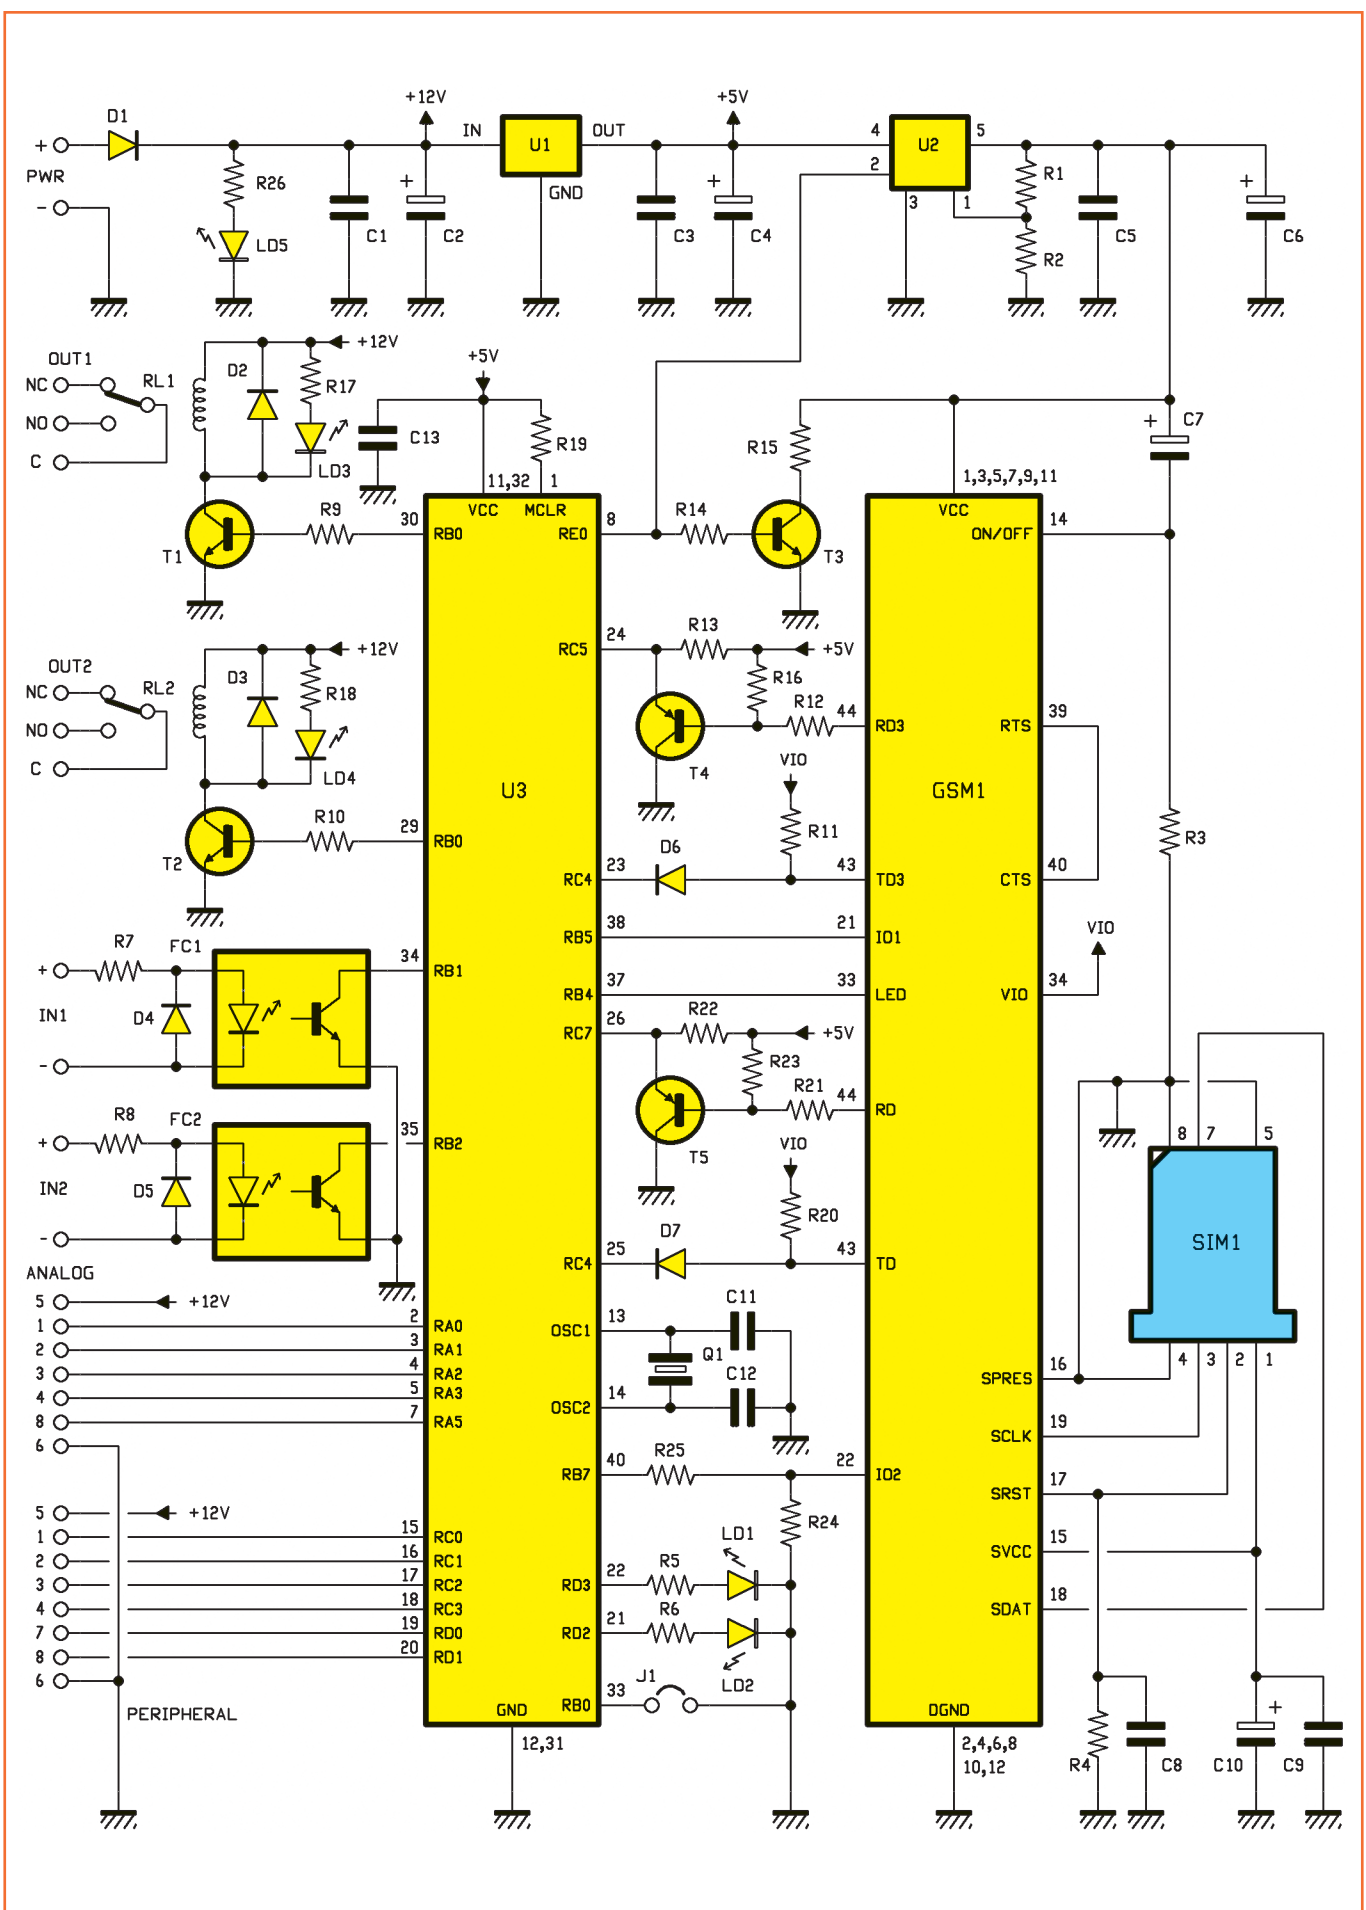 D1
+12V
IN
U1
OUT
+5V
4
U2
5
+
PWR
-
R26
LD5
C1
+
C2
GND
C3
+
C4
2
3
1
R1
R2
C5
+
C6
OUT1
NC
NO
C
RL1
D2
+12V
R17
LD3
+5V
C13
R19
R15
+
C7
11,32
1
1,3,5,7,9,11
VCC
MCLR
VCC
T1
R9
30
RB0
RE0
8
R14
T3
ON/OFF
14
OUT2
NC
NO
C
RL2
D3
+12V
R18
LD4
RC5
24
R13
+5V
R16
R12
44
RD3
RTS
39
T4
VIO
U3
GSM1
T2
R10
29
RB0
R11
R3
RC4
23
D6
43
TD3
CTS
40
RB5
38
21
IO1
VIO
R7
FC1
34
RB1
+
IN1
-
D4
RB4
37
33
LED
VIO
34
RC7
26
R22
+5V
R23
R21
44
RD
T5
VIO
R8
FC2
35
RB2
+
IN2
-
D5
8
7
5
SIM1
R20
RC4
25
D7
43
TD
ANALOG
5
+12V
1
2
RA0
2
3
RA1
3
4
RA2
4
5
RA3
8
7
RA5
6
OSC1
13
C11
Q1
C12
OSC2
14
4
3
2
1
SPRES
16
SCLK
19
RB7
40
R25
22
IO2
SRST
17
R24
5
+12V
1
15
RC0
2
16
RC1
3
17
RC2
4
18
RC3
7
19
RD0
8
20
RD1
6
PERIPHERAL
LD1
RD3
22
R5
RD2
21
R6
LD2
RB0
33
J1
SVCC
15
SDAT
18
GND
12,31
DGND
2,4,6,8
10,12
R4
C8
C10
+
C9